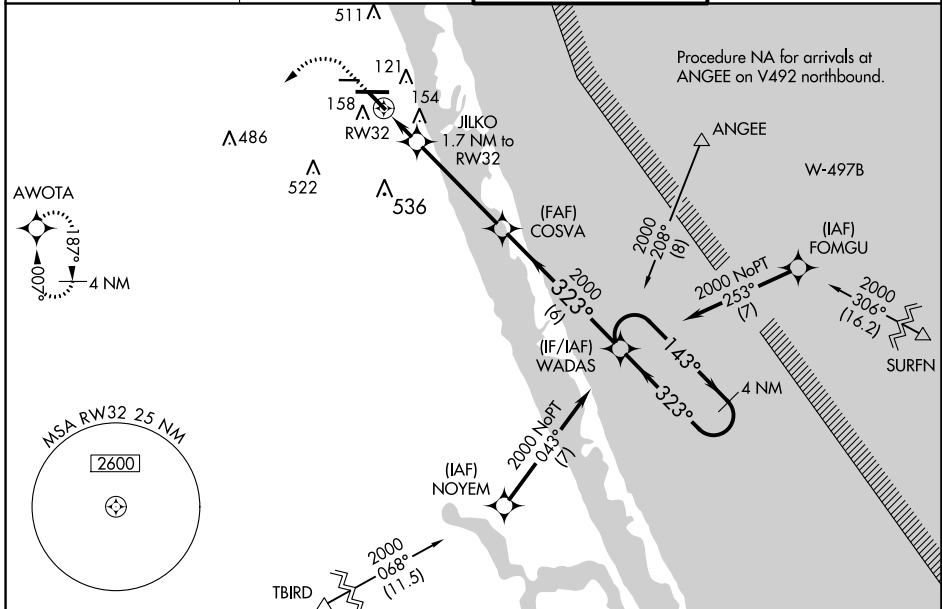 511
Procedure NA for arrivals at
ANGEE on V492 northbound.
121
158
154
RW32
JILKO
1.7 NM to
RW32
ANGEE
486
522
536
W-497B
AWOTA
187°
007°
4 NM
(FAF)
COSVA
2000
208°
(8)
(IAF)
FOMGU
2000 NoPT
253°
(7)
2000
306°
(16.2)
SURFN
2000
323°
(6)
(IF/IAF)
WADAS
143°
323°
4 NM
MSA RW32 25 NM
2600
2000 NoPT
043°
(7)
(IAF)
NOYEM
2000
068°
(11.5)
TBIRD